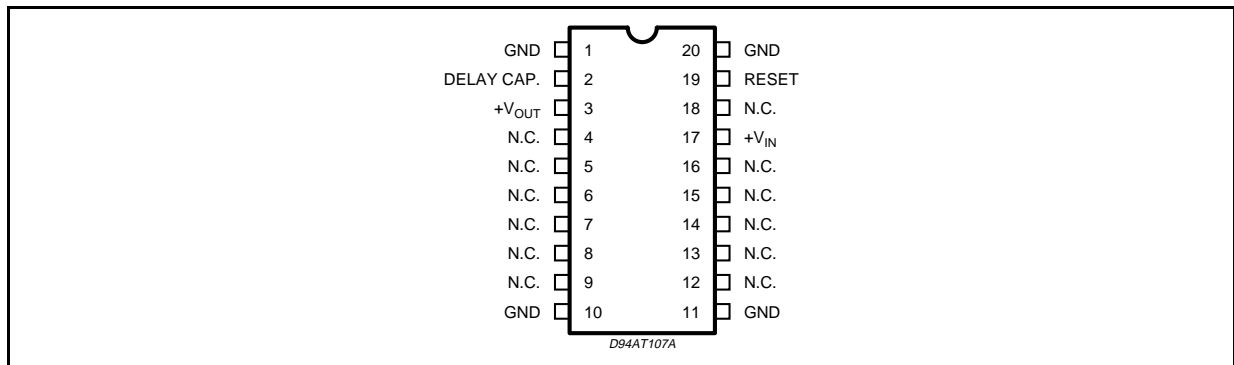 GND 1 20 GND
DELAY CAP. 2 19 RESET
+VOUT 3 18 N.C.
N.C. 4 17 +VIN
N.C. 5 16 N.C.
N.C. 6 15 N.C.
N.C. 7 14 N.C.
N.C. 8 13 N.C.
N.C. 9 12 N.C.
GND 10 11 GND
D94AT107A